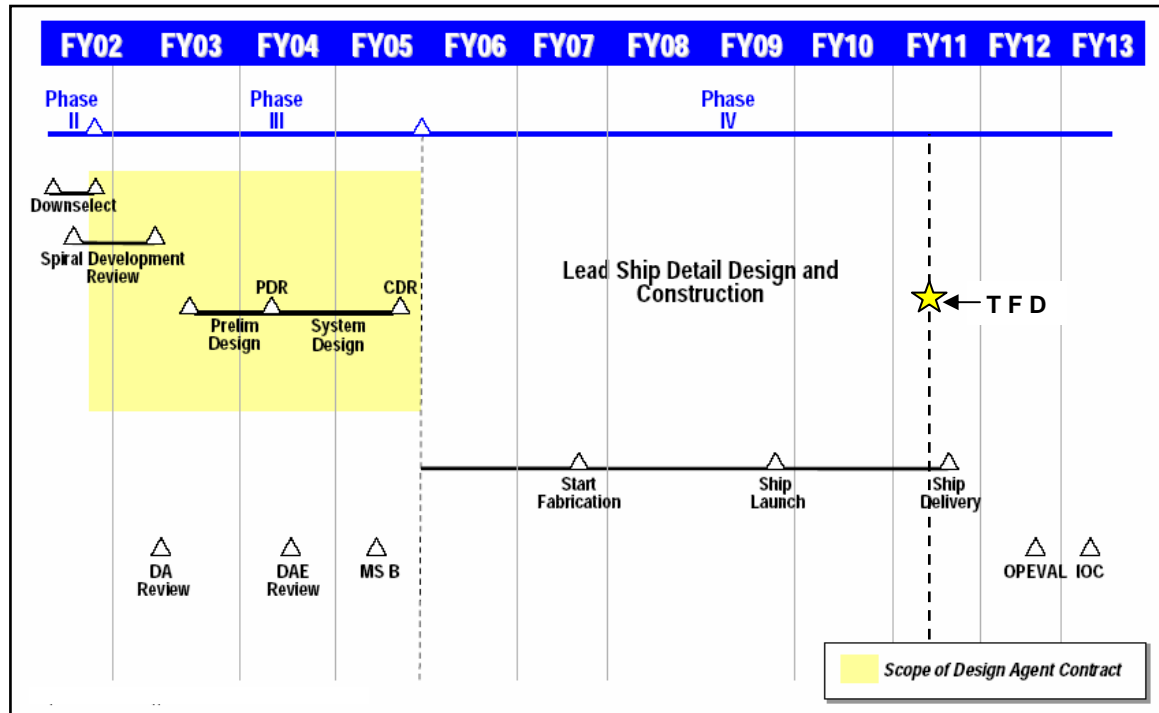 FY02 FY03 FY04 FY05 FY06 FY07 FY08 FY09 FY10 FY11 FY12 FY13
Phase
II
Phase
III
Phase
IV
Downselect
Spiral Development
Review
PDR
CDR
Prelim
Design
System
Design
Lead Ship Detail Design and
Construction
T F D
Start
Fabrication
Ship
Launch
Ship
Delivery
DA
Review
DAE
Review
MS B
OPEVAL
IOC
Scope of Design Agent Contract